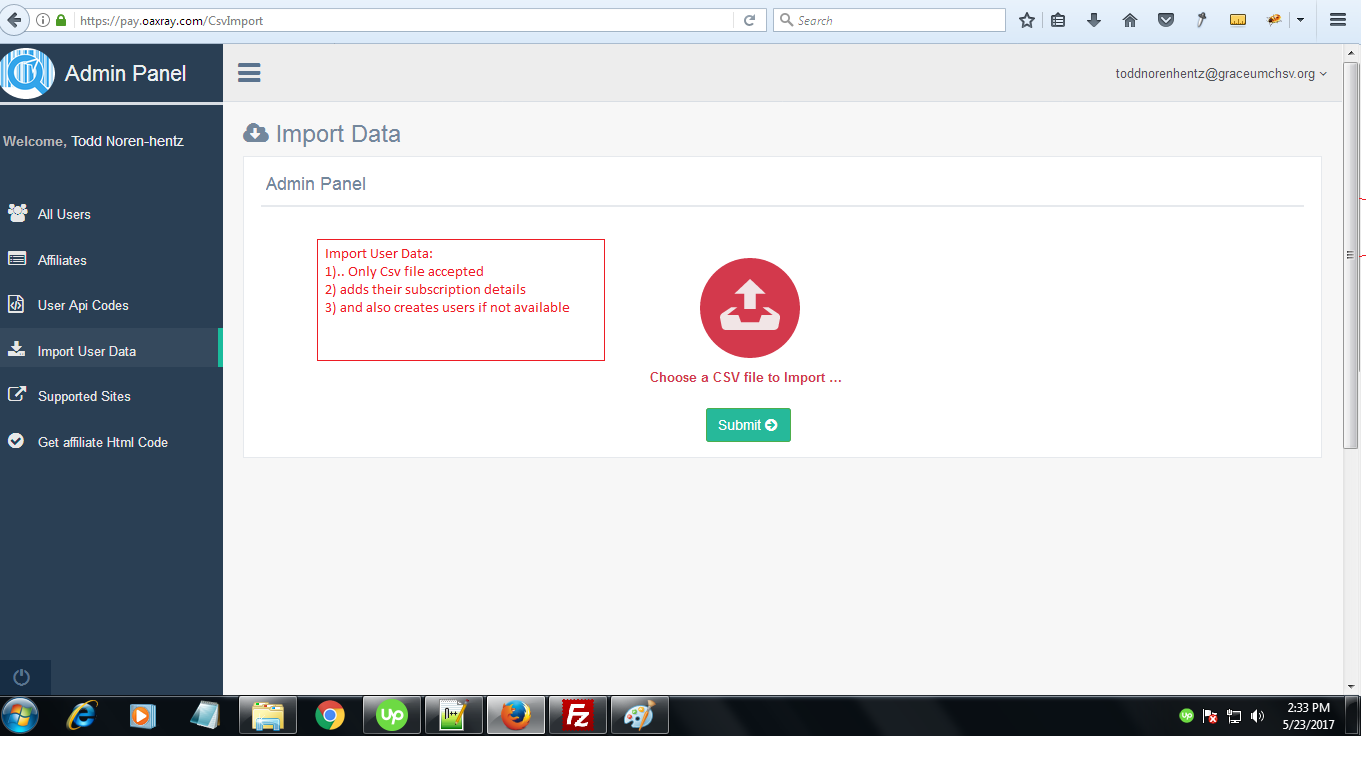 https://pay.oaxray.com/CsvImport
Search
Admin Panel
toddnorenhentz@graceumchsv.org
Welcome, Todd Noren-hentz
All Users
Affiliates
User Api Codes
Import User Data
Supported Sites
Get affiliate Html Code
Import Data
Admin Panel
Import User Data:
1).. Only Csv file accepted
2) adds their subscription details
3) and also creates users if not available
Choose a CSV file to Import ...
Submit
Up
n++
Fz
up
2:33 PM
5/23/2017